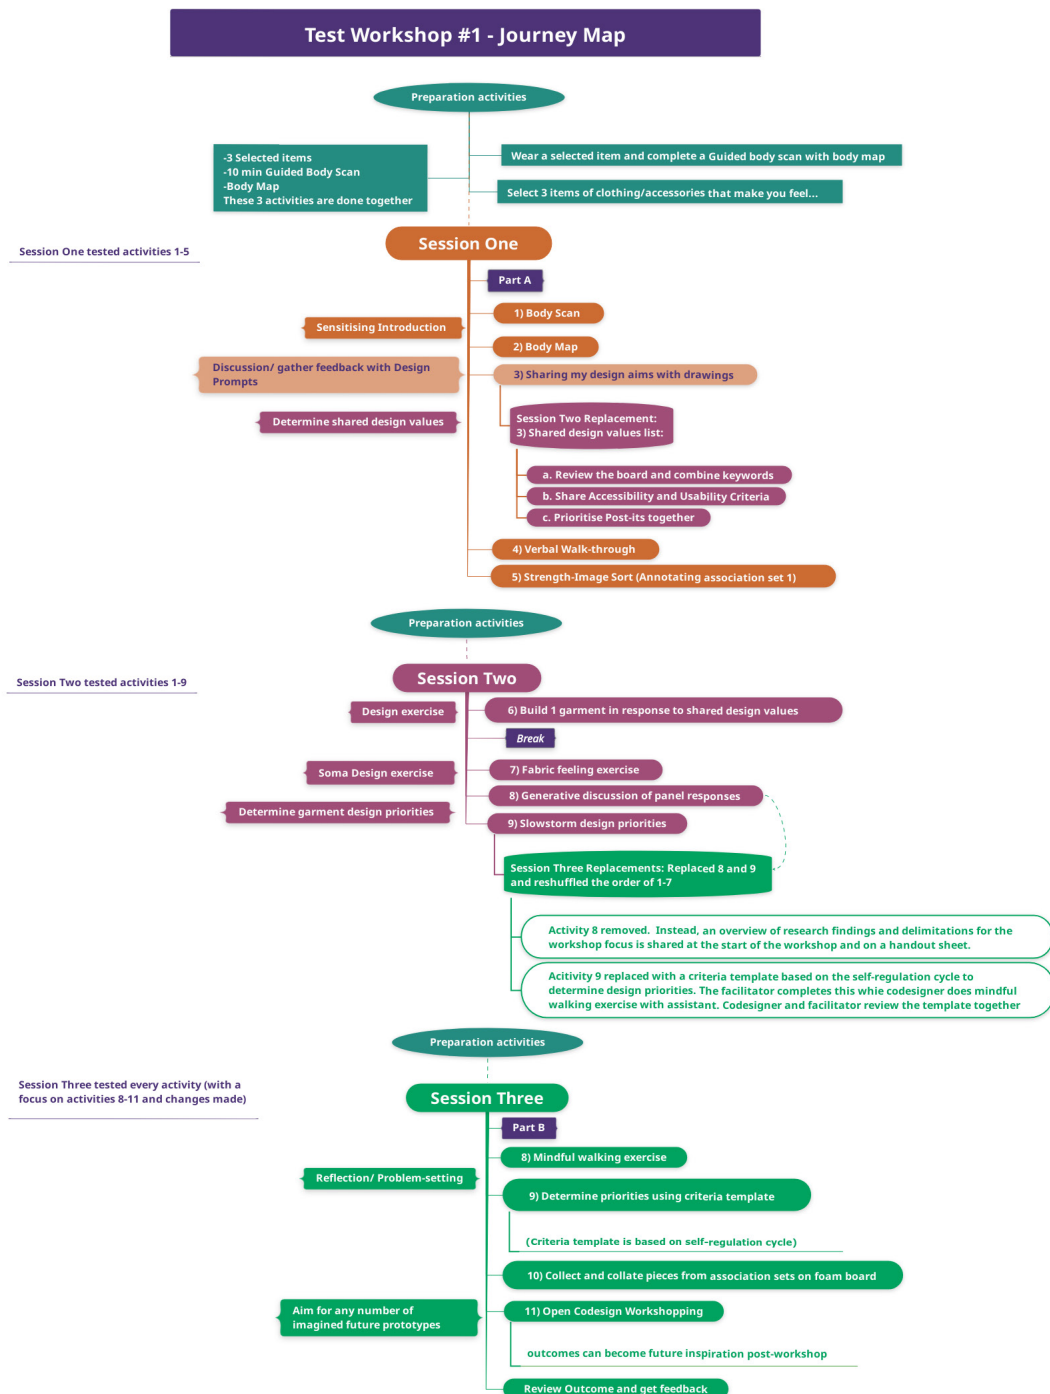 Test Workshop #1 - Journey Map
Preparation activities
-3 Selected items
-10 min Guided Body Scan
-Body Map
These 3 activities are done together
Wear a selected item and complete a Guided body scan with body map
Select 3 items of clothing/accessories that make you feel...
Session One
Session One tested activities 1-5
Part A
1) Body Scan
Sensitising Introduction
2) Body Map
Discussion/ gather feedback with Design
Prompts
3) Sharing my design aims with drawings
Determine shared design values
Session Two Replacement:
3) Shared design values list:
a. Review the board and combine keywords
b. Share Accessibility and Usability Criteria
c. Prioritise Post-its together
4) Verbal Walk-through
5) Strength-Image Sort (Annotating association set 1)
Preparation activities
Session Two
Session Two tested activities 1-9
Design exercise
6) Build 1 garment in response to shared design values
Break
Soma Design exercise
7) Fabric feeling exercise
8) Generative discussion of panel responses
Determine garment design priorities
9) Slowstorm design priorities
Session Three Replacements: Replaced 8 and 9
and reshuffled the order of 1-7
Activity 8 removed.  Instead, an overview of research findings and delimitations for the
workshop focus is shared at the start of the workshop and on a handout sheet.
Acitivity 9 replaced with a criteria template based on the self-regulation cycle to
determine design priorities. The facilitator completes this whie codesigner does mindful
walking exercise with assistant. Codesigner and facilitator review the template together
Preparation activities
Session Three
Session Three tested every activity (with a
focus on activities 8-11 and changes made)
Part B
8) Mindful walking exercise
Reflection/ Problem-setting
9) Determine priorities using criteria template
(Criteria template is based on self-regulation cycle)
10) Collect and collate pieces from association sets on foam board
Aim for any number of
imagined future prototypes
11) Open Codesign Workshopping
outcomes can become future inspiration post-workshop
Review Outcome and get feedback